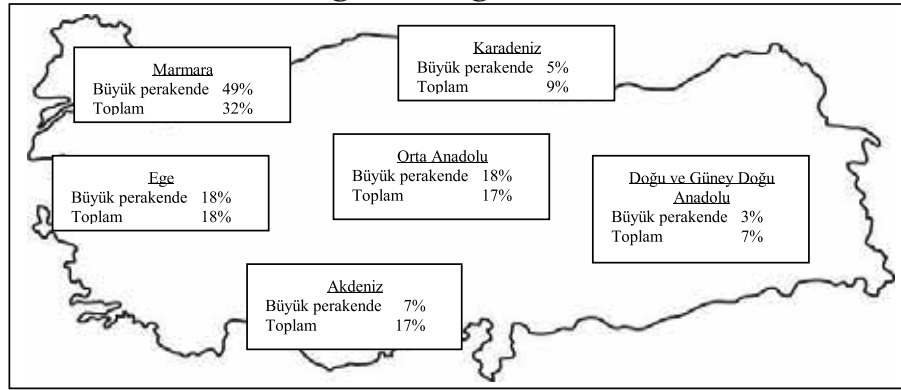 Marmara
Büyük perakende 49%
Toplam 32%
Karadeniz
Büyük perakende 5%
Toplam 9%
Ege
Büyük perakende 18%
Toplam 18%
Orta Anadolu
Büyük perakende 18%
Toplam 17%
Doğu ve Güney Doğu
Anadolu
Büyük perakende 3%
Toplam 7%
Akdeniz
Büyük perakende 7%
Toplam 17%